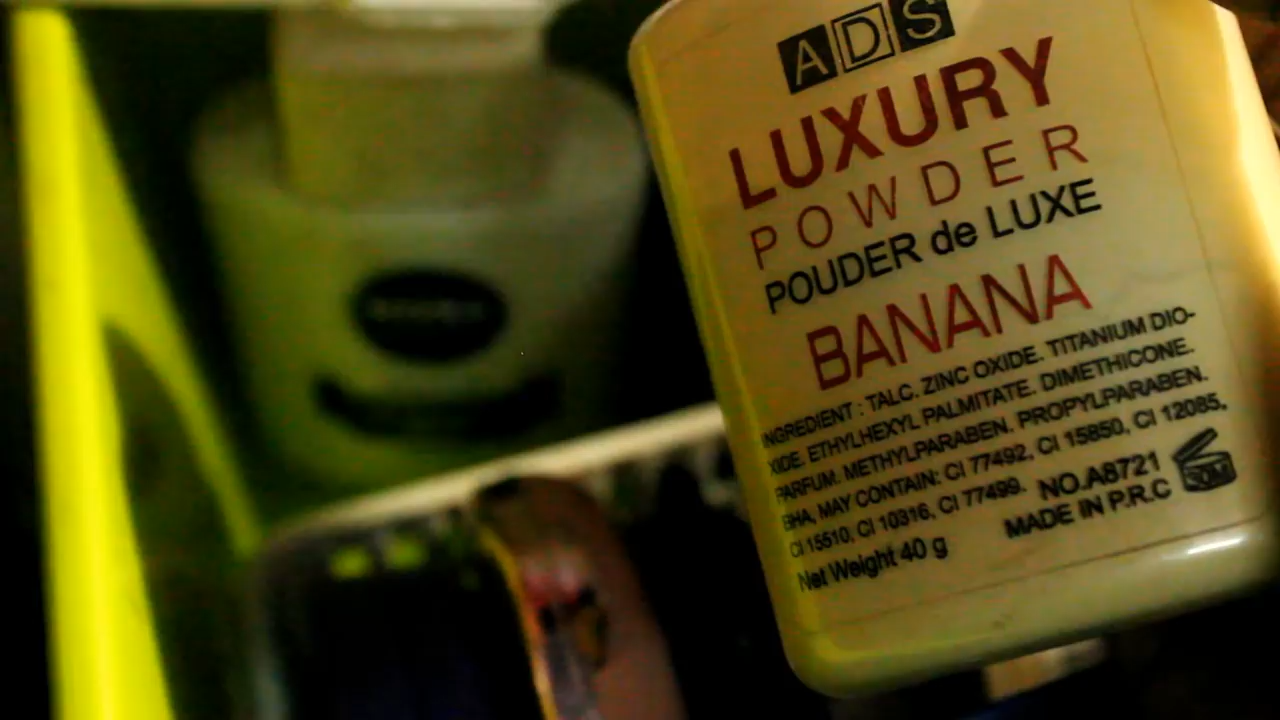 ADS
LUXURY
POWDER
POUDER de LUXE
BANANA
INGREDIENT : TALC. ZINC OXIDE. TITANIUM DIO-
XIDE. ETHYLHEXYL PALMITATE. DIMETHICONE.
PARFUM. METHYLPARABEN. PROPYLPARABEN.
BHA, MAY CONTAIN: CI 77492, CI 15850, CI 12085,
CI 15510, CI 10316, CI 77499.
NO.A8721
Net Weight 40 g
MADE IN P.R.C